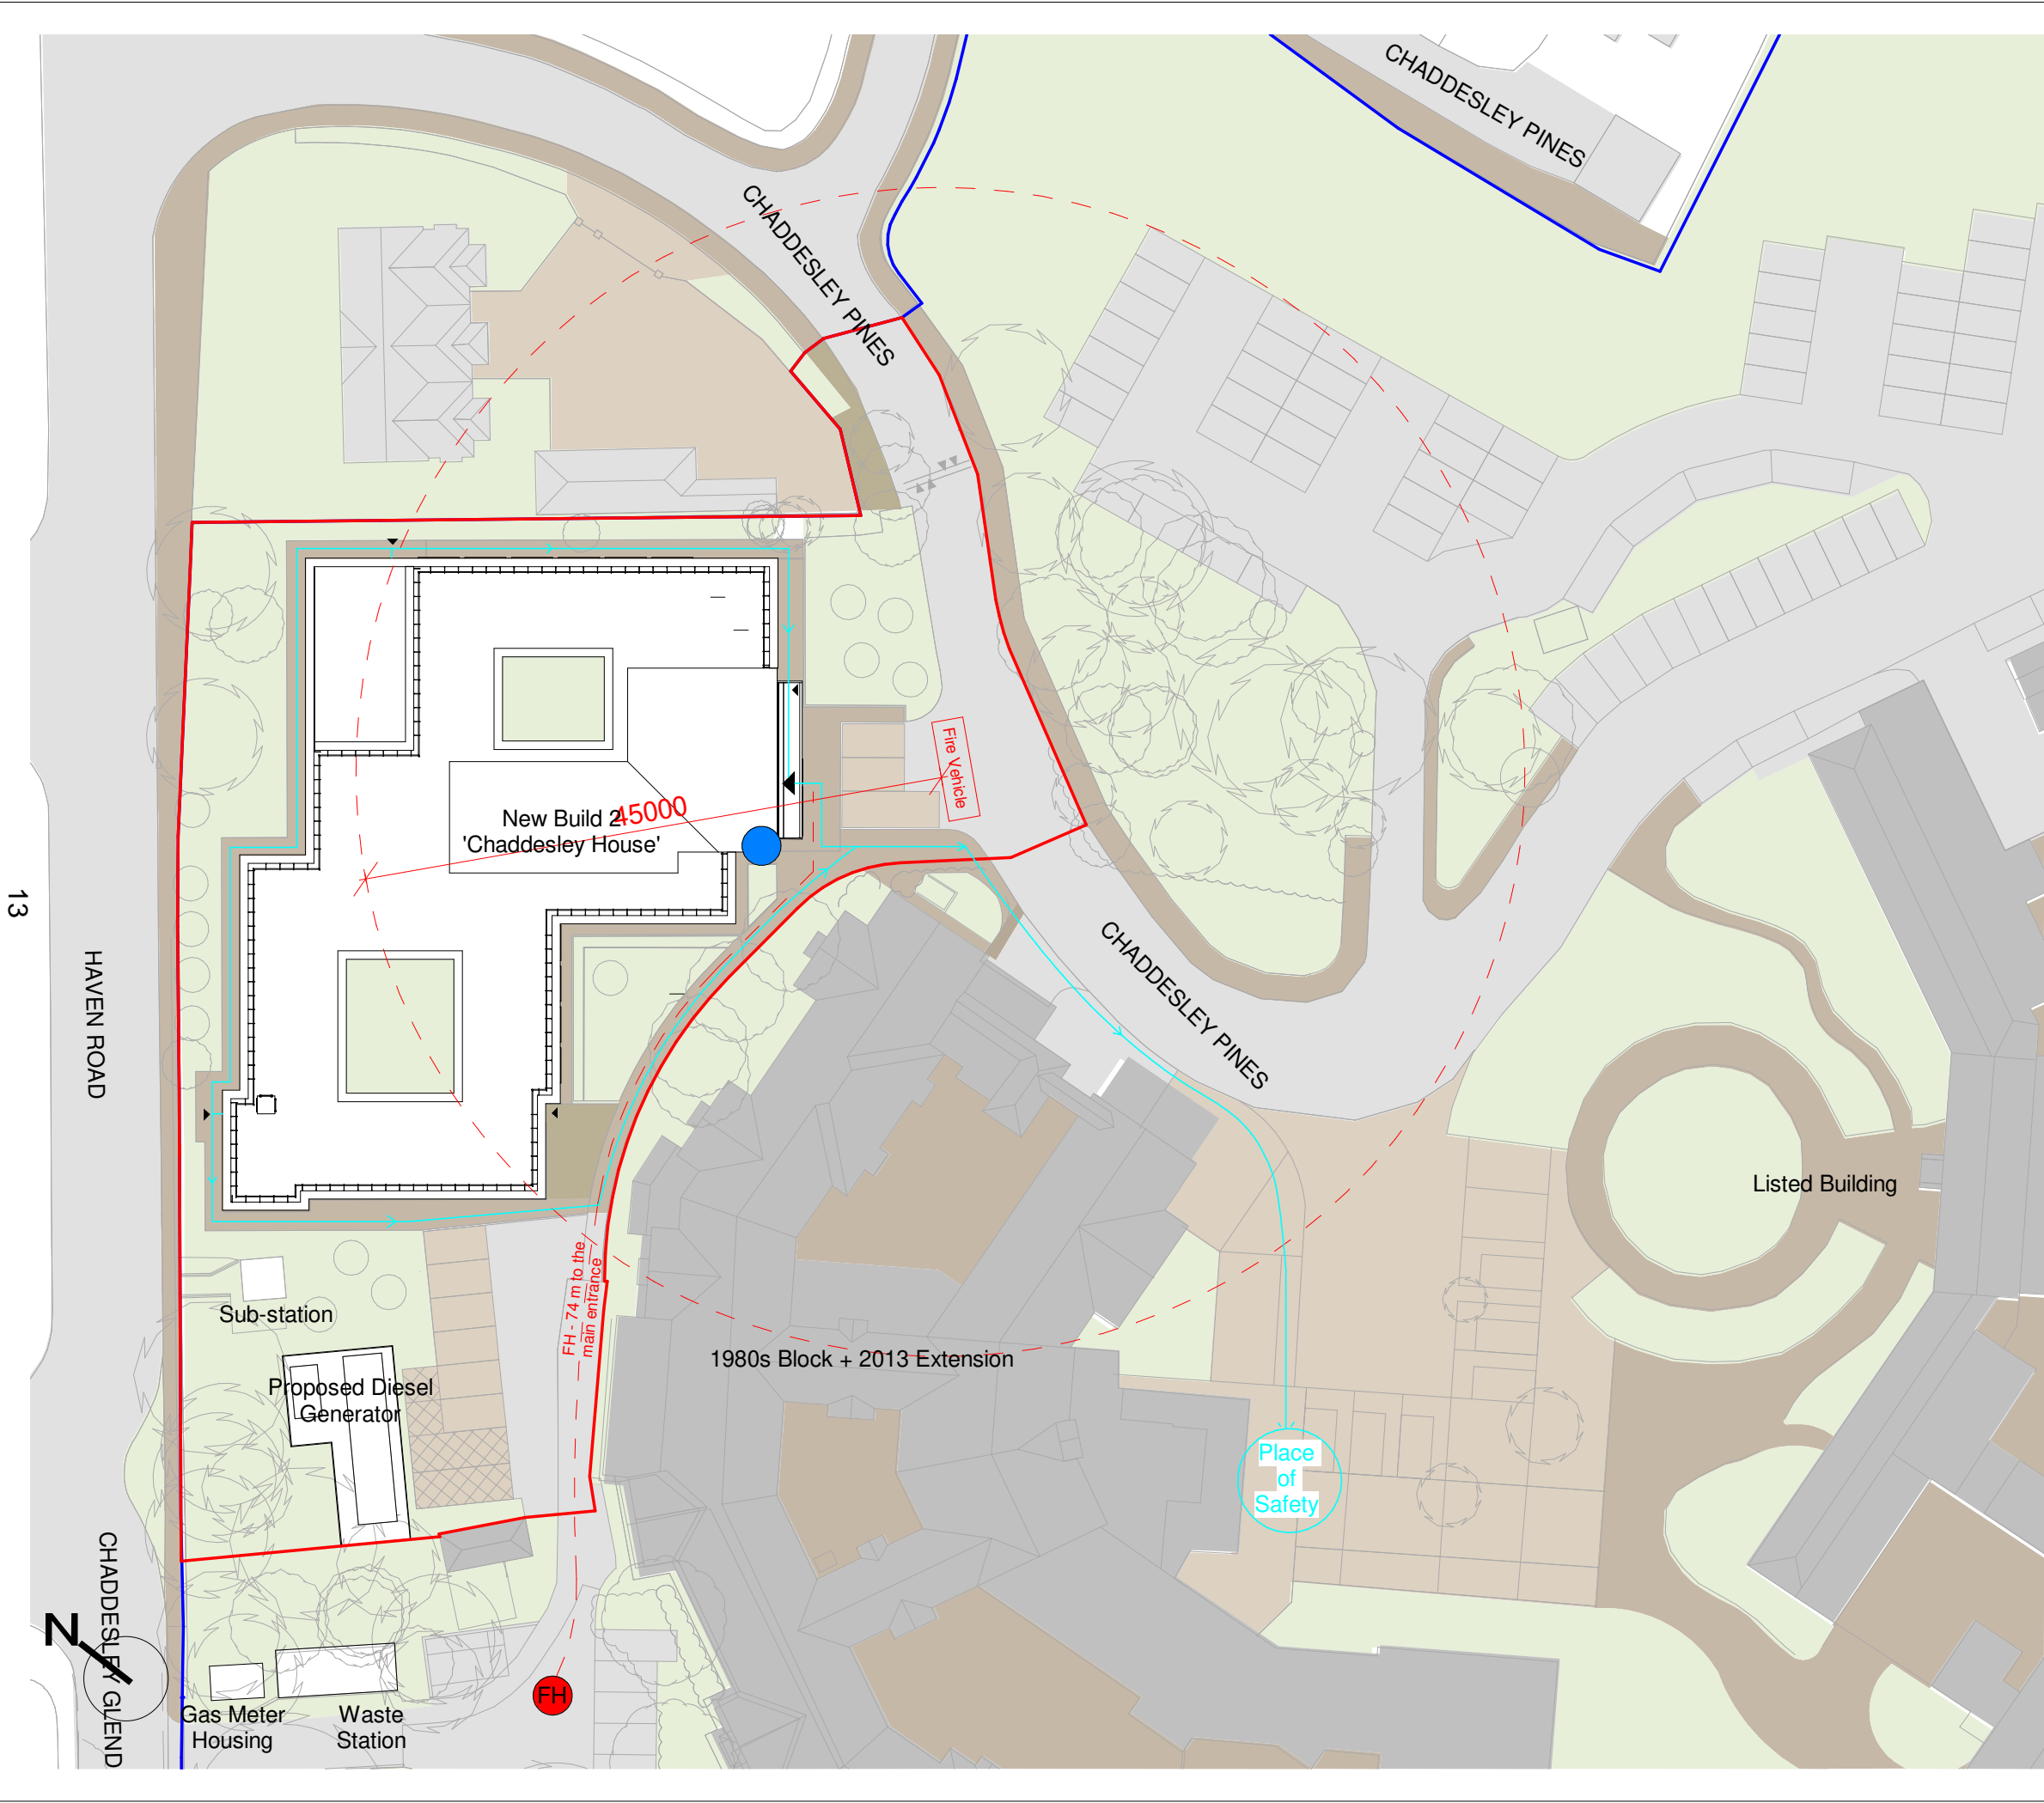 CHADDESLEY PINES
CHADDESLEY PINES
Fire Vehicle
45000
New Build 2
'Chaddesley House'
13
HAVEN ROAD
CHADDESLEY PINES
Listed Building
FH - 74 m to the
main entrance
Sub-station
1980s Block + 2013 Extension
Proposed Diesel
Generator
Place
of
Safety
CHADDESLEY GLEND
N
FH
Gas Meter
Housing
Waste
Station